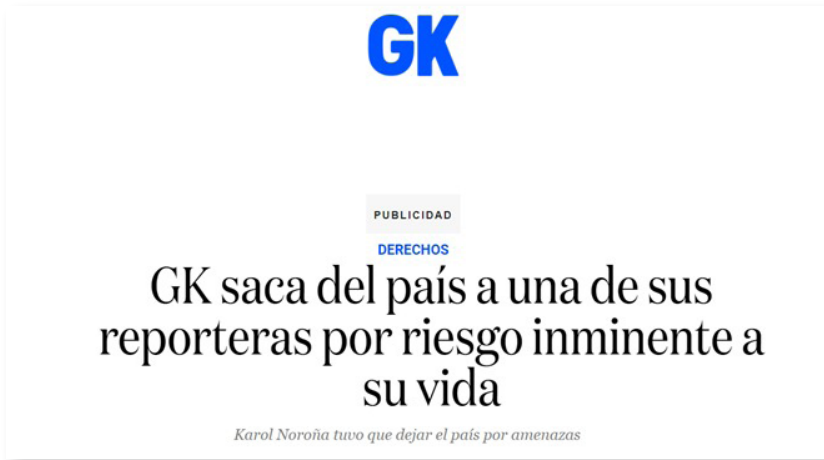 GK
PUBLICIDAD
DERECHOS
GK saca del país a una de sus
reporteras por riesgo inminente a
su vida
Karol Noroña tuvo que dejar el país por amenazas